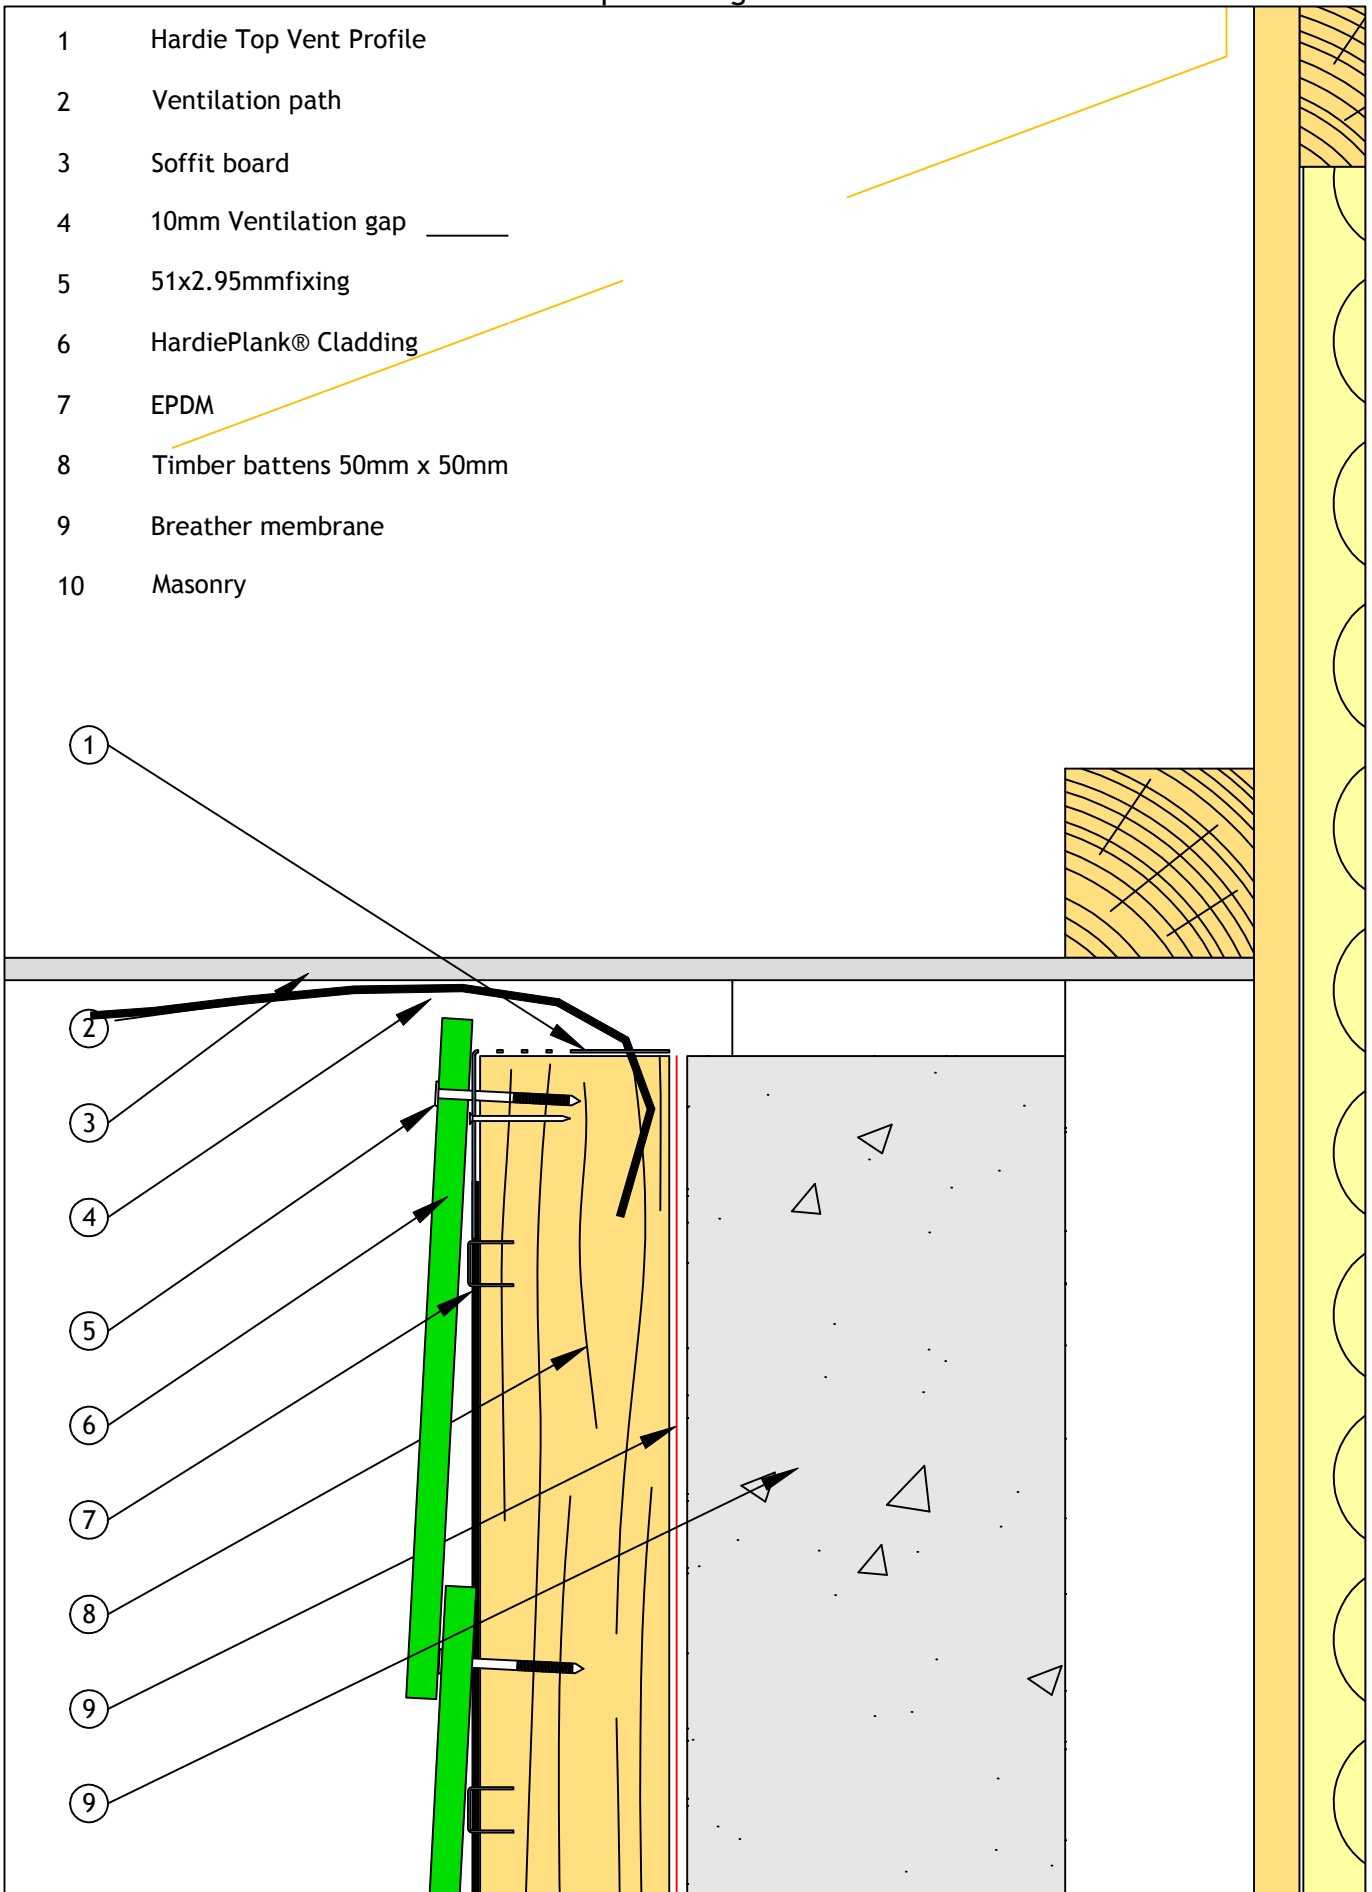 1 Hardie Top Vent Profile
2 Ventilation path
3 Soffit board
4 10mm Ventilation gap
5 51x2.95mmfixing
6 HardiePlank® Cladding
7 EPDM
8 Timber battens 50mm x 50mm
9 Breather membrane
10 Masonry
1
2
3
4
5
6
7
8
9
9